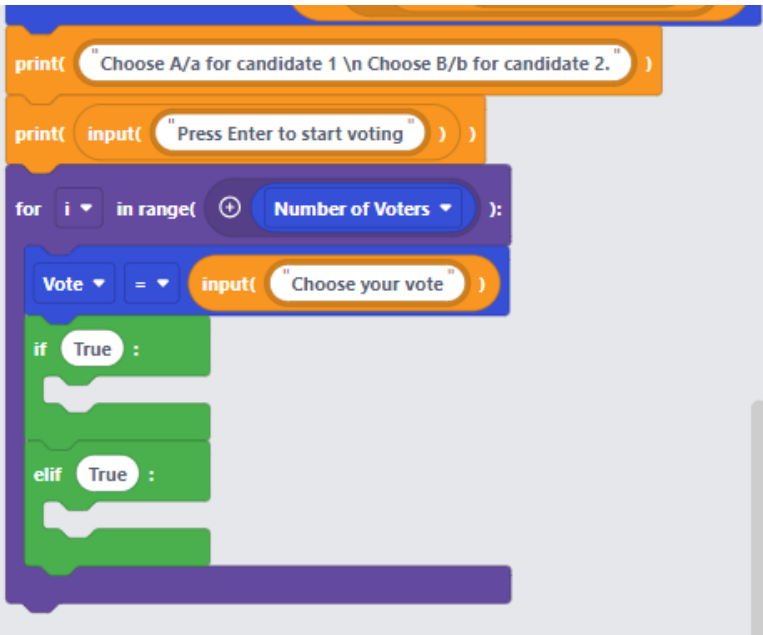 print( "Choose A/a for candidate 1 \n Choose B/b for candidate 2." )
print( input( "Press Enter to start voting" ) )
for i in range( Number of Voters ):
Vote = input( "Choose your vote" )
if True :
elif True :